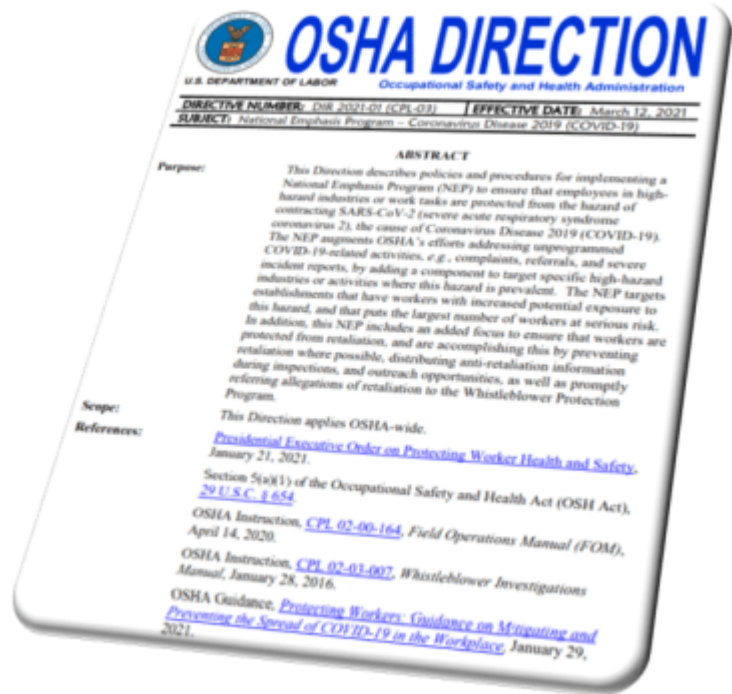 OSHA DIRECTION
U.S. DEPARTMENT OF LABOR Occupational Safety and Health Administration
DIRECTIVE NUMBER: DIR 2021-01 (CPL-03) EFFECTIVE DATE: March 12, 2021
SUBJECT: National Emphasis Program – Coronavirus Disease 2019 (COVID-19)
ABSTRACT
Purpose: This Direction describes policies and procedures for implementing a
National Emphasis Program (NEP) to ensure that employees in high-
hazard industries or work tasks are protected from the hazard of
contracting SARS-CoV-2 (severe acute respiratory syndrome
coronavirus 2), the cause of Coronavirus Disease 2019 (COVID-19).
The NEP augments OSHA's efforts addressing unprogrammed
COVID-19-related activities, e.g., complaints, referrals, and severe
incident reports, by adding a component to target specific high-hazard
industries or activities where this hazard is prevalent. The NEP targets
establishments that have workers with increased potential exposure to
this hazard, and that puts the largest number of workers at serious risk.
In addition, this NEP includes an added focus to ensure that workers are
protected from retaliation, and are accomplishing this by preventing
retaliation where possible, distributing anti-retaliation information
during inspections, and outreach opportunities, as well as promptly
referring allegations of retaliation to the Whistleblower Protection
Program.
Scope: This Direction applies OSHA-wide.
References: Presidential Executive Order on Protecting Worker Health and Safety,
January 21, 2021.
Section 5(a)(1) of the Occupational Safety and Health Act (OSH Act),
29 U.S.C. § 654.
OSHA Instruction, CPL 02-00-164, Field Operations Manual (FOM),
April 14, 2020.
OSHA Instruction, CPL 02-03-007, Whistleblower Investigations
Manual, January 28, 2016.
OSHA Guidance, Protecting Workers: Guidance on Mitigating and
Preventing the Spread of COVID-19 in the Workplace, January 29,
2021.